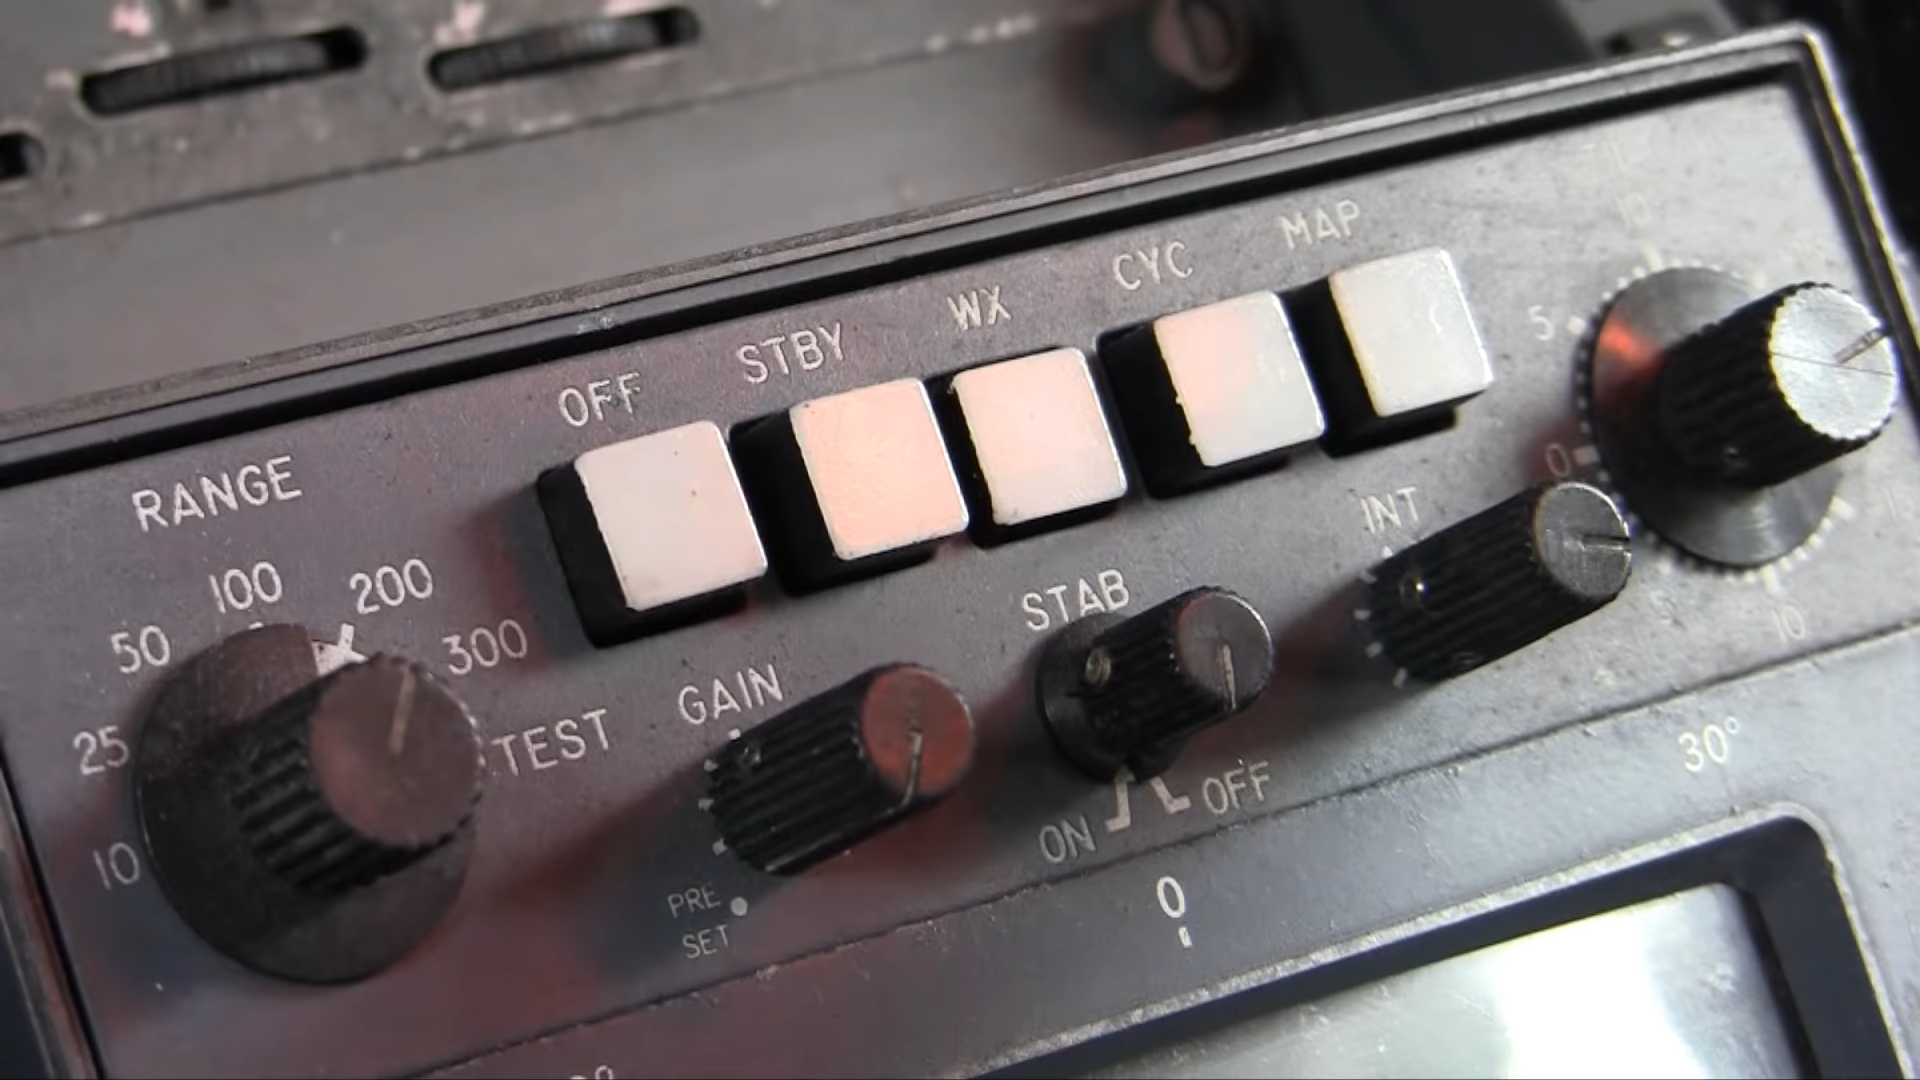 RANGE
OFF
STBY
WX
CYC
MAP
10
25
50
100
200
300
TEST
GAIN
PRE
SET
STAB
ON
OFF
INT
10
5
0
10
0
30°